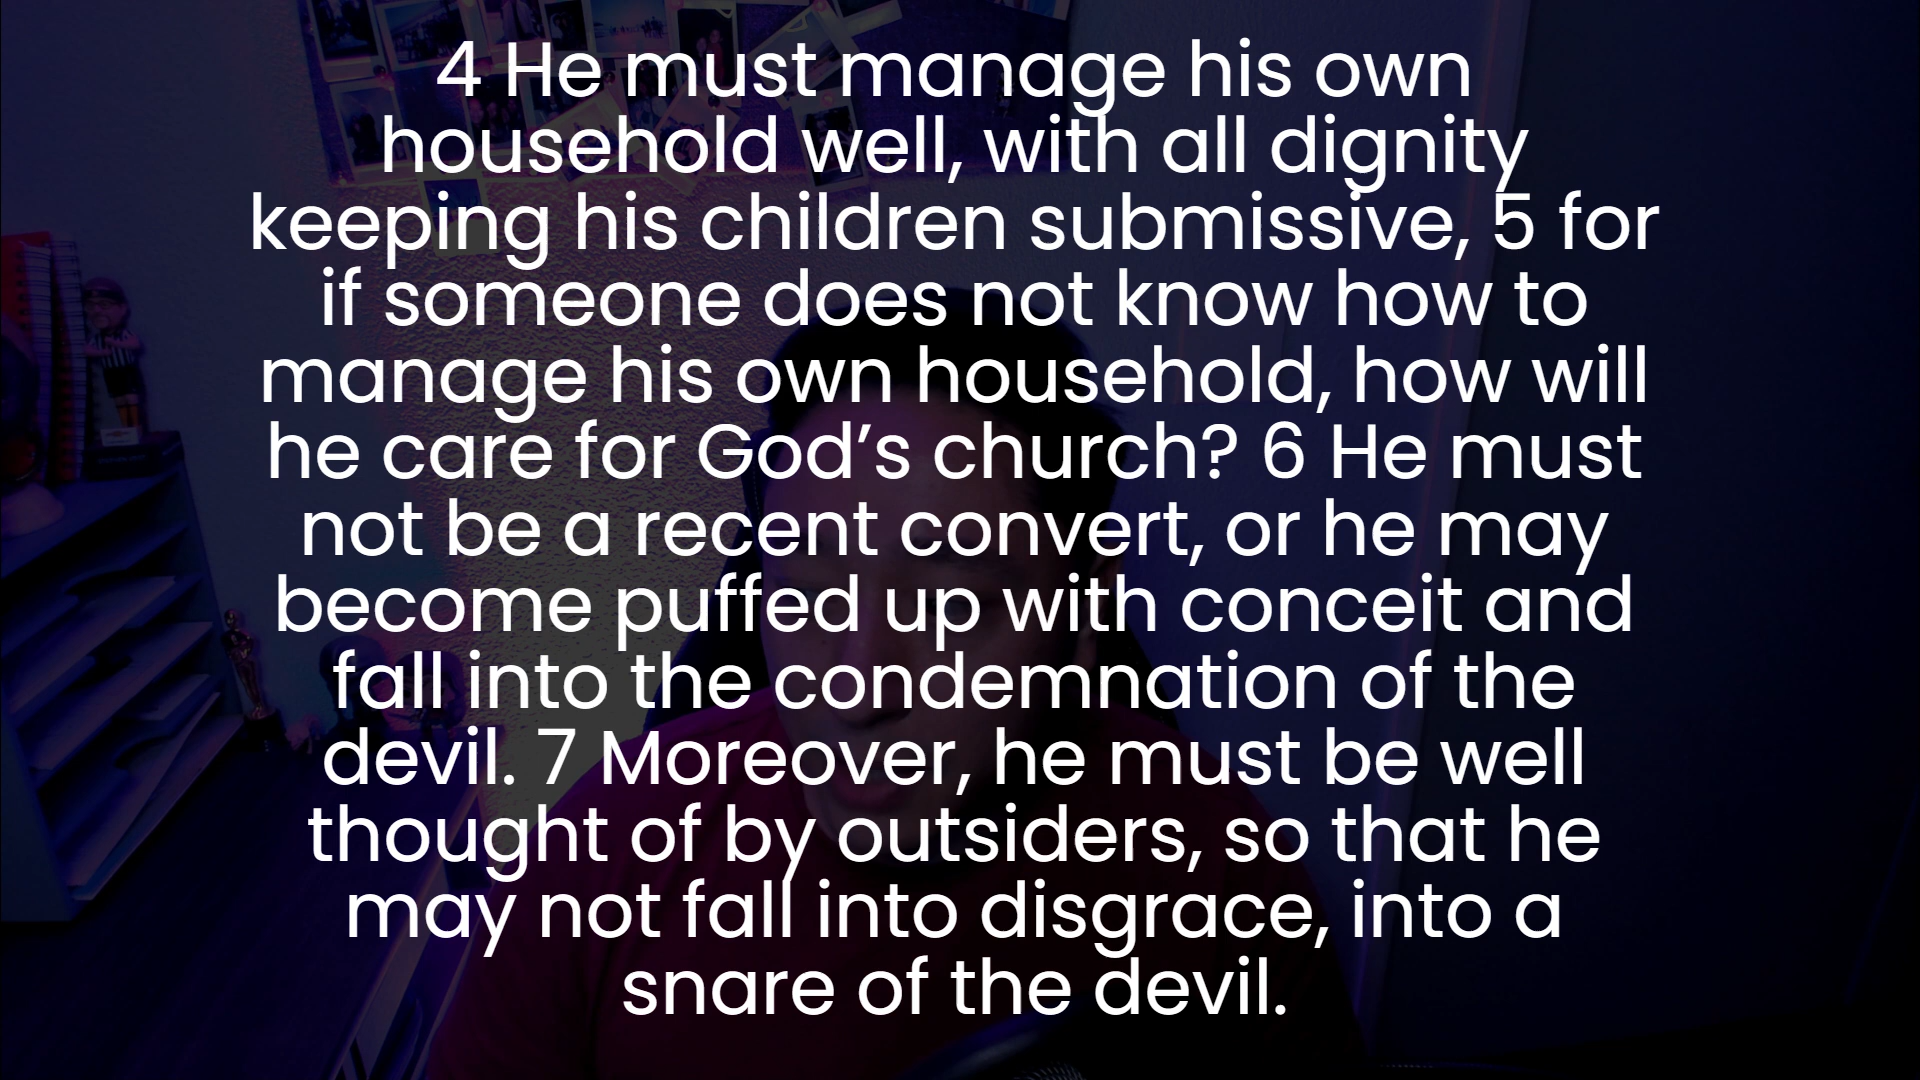 4 He must manage his own
household well, with all dignity
keeping his children submissive, 5 for
if someone does not know how to
manage his own household, how will
he care for God’s church? 6 He must
not be a recent convert, or he may
become puffed up with conceit and
fall into the condemnation of the
devil. 7 Moreover, he must be well
thought of by outsiders, so that he
may not fall into disgrace, into a
snare of the devil.